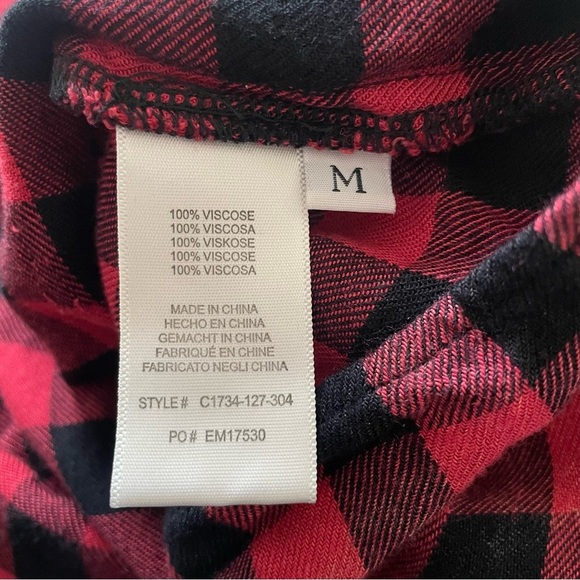 M
100% VISCOSE
100% VISCOSA
100% VISKOSE
100% VISCOSE
100% VISCOSA
MADE IN CHINA
HECHO EN CHINA
GEMACHT IN CHINA
FABRIQUÉ EN CHINE
FABRICATO NEGLI CHINA
STYLE# C1734-127-304
PO# EM17530